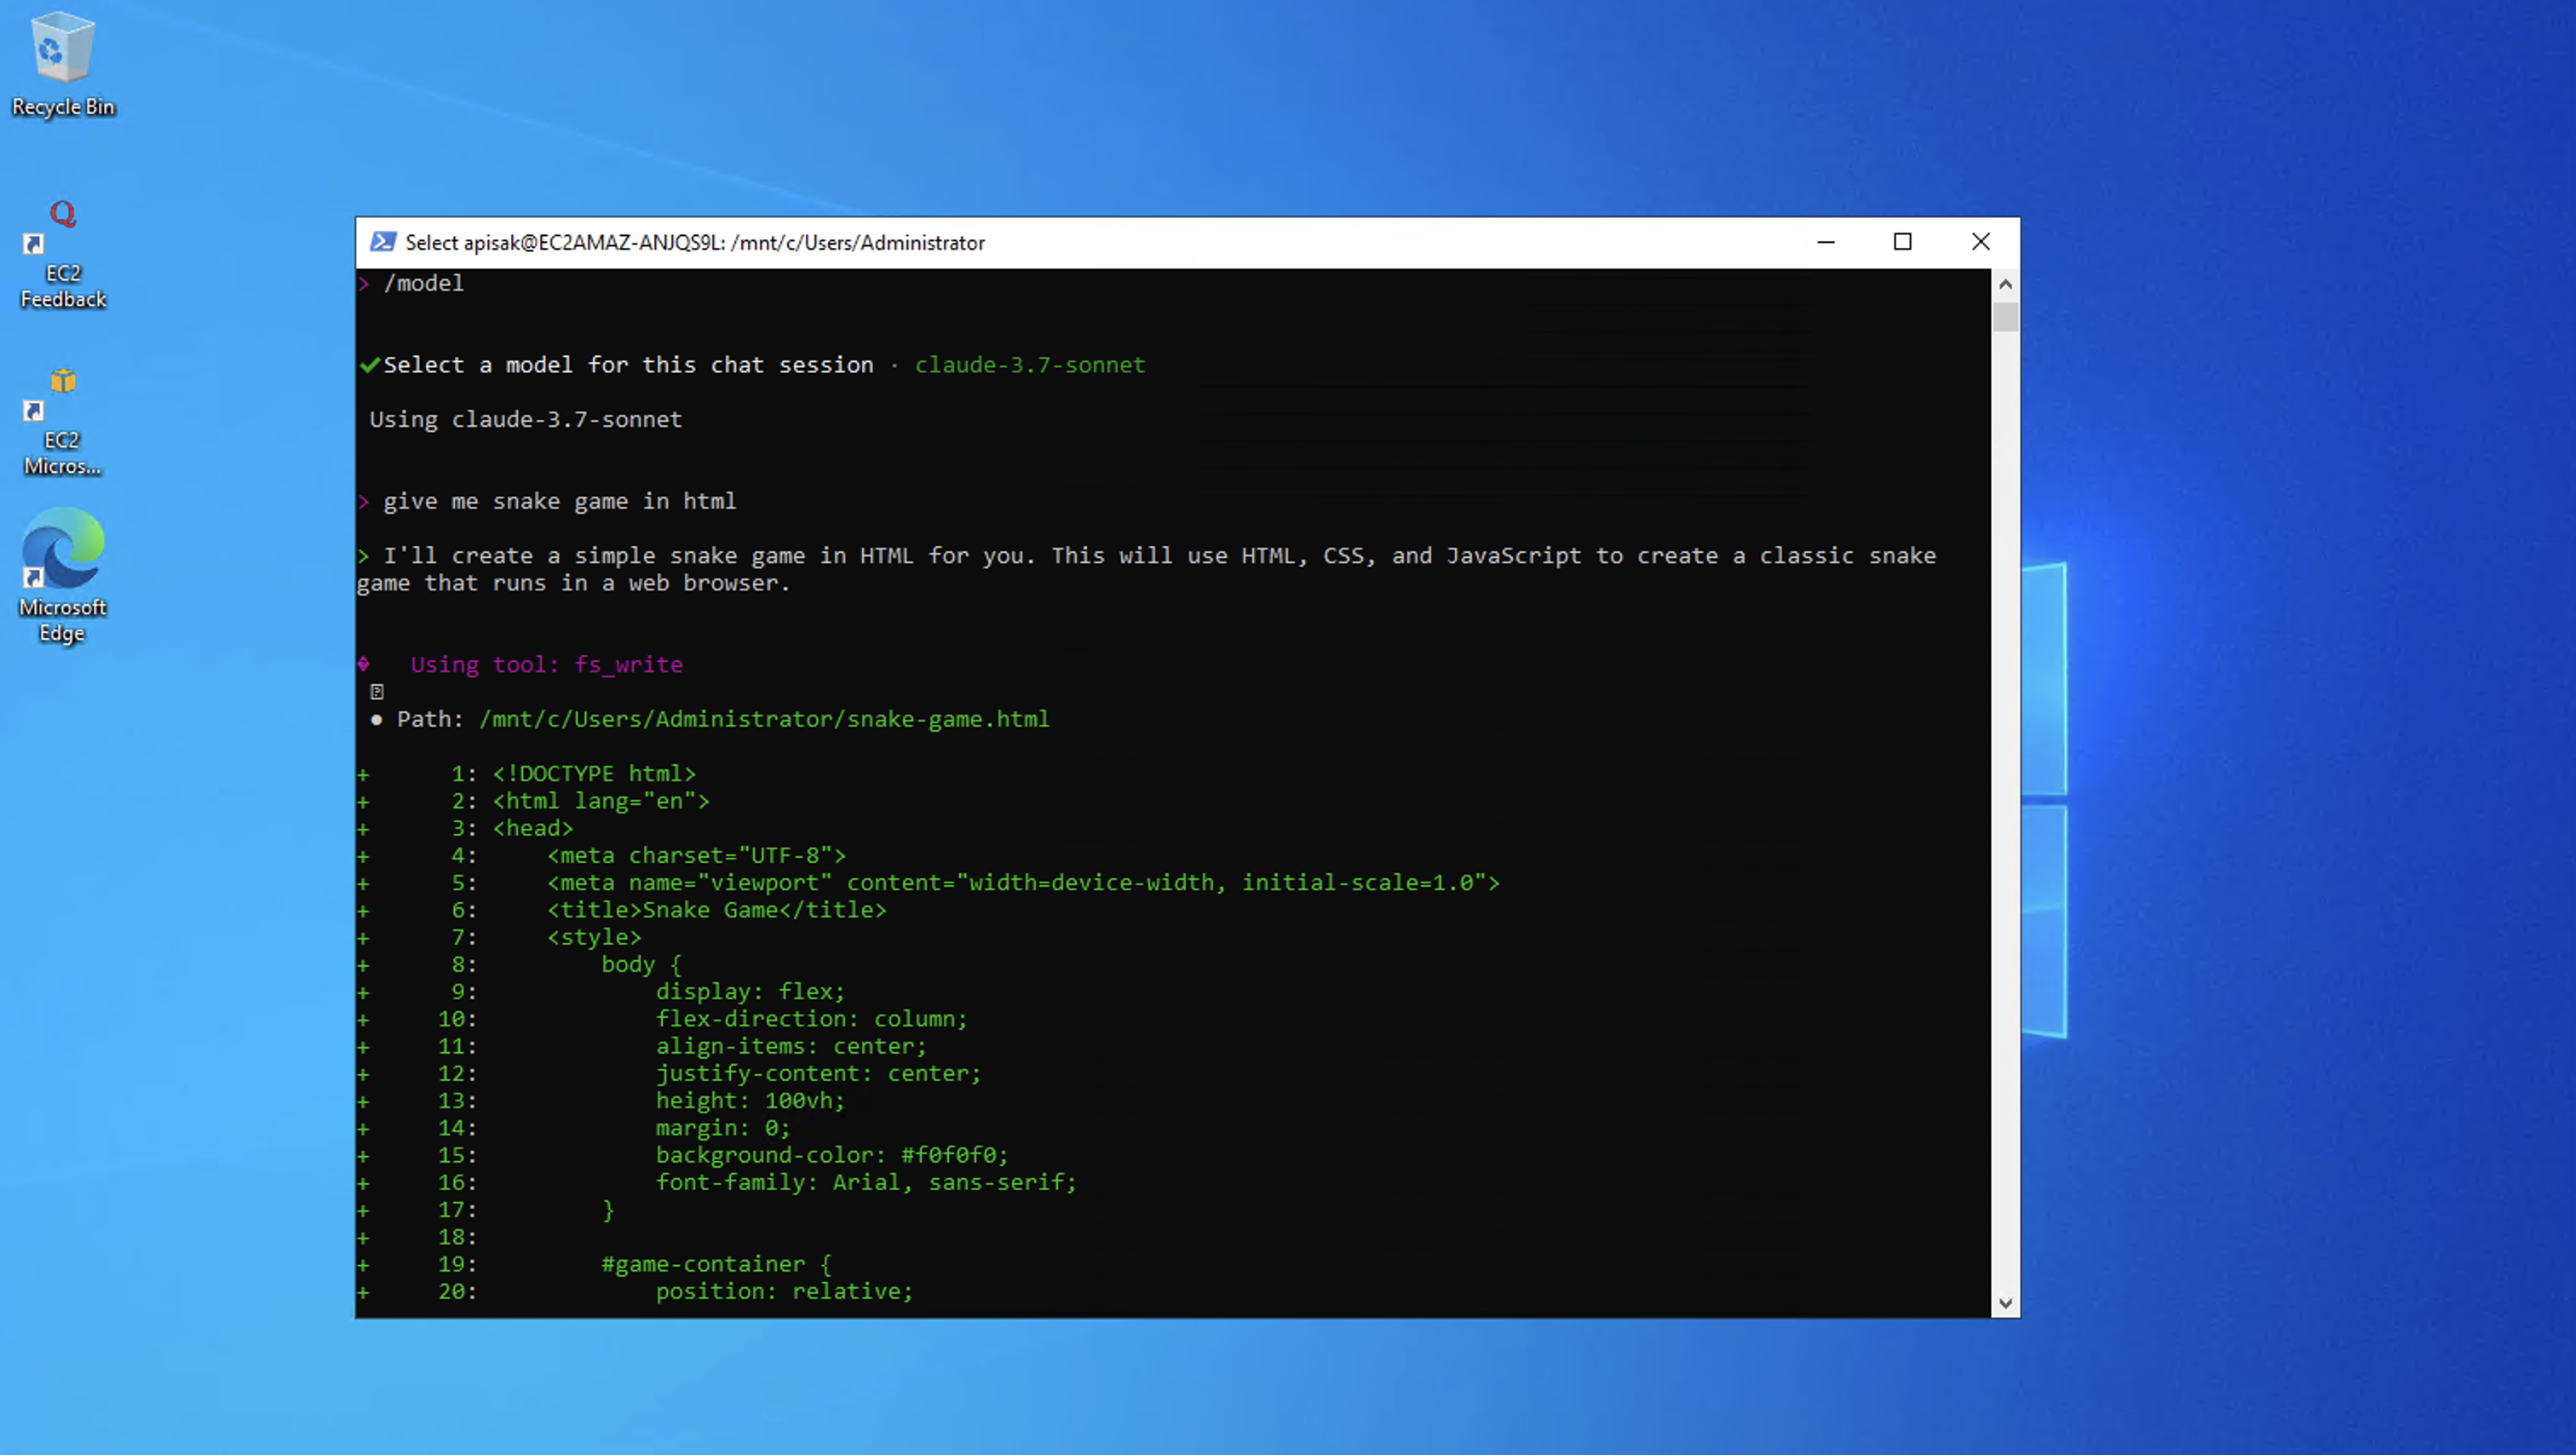 Recycle Bin
EC2
Feedback
EC2
Micros...
Microsoft
Edge
Select apisak@EC2AMAZ-ANJQS9L: /mnt/c/Users/Administrator
> /model
✔Select a model for this chat session · claude-3.7-sonnet
Using claude-3.7-sonnet
> give me snake game in html
> I'll create a simple snake game in HTML for you. This will use HTML, CSS, and JavaScript to create a classic snake
game that runs in a web browser.
Using tool: fs_write
● Path: /mnt/c/Users/Administrator/snake-game.html
+ 1: <!DOCTYPE html>
+ 2: <html lang="en">
+ 3: <head>
+ 4: <meta charset="UTF-8">
+ 5: <meta name="viewport" content="width=device-width, initial-scale=1.0">
+ 6: <title>Snake Game</title>
+ 7: <style>
+ 8: body {
+ 9: display: flex;
+ 10: flex-direction: column;
+ 11: align-items: center;
+ 12: justify-content: center;
+ 13: height: 100vh;
+ 14: margin: 0;
+ 15: background-color: #f0f0f0;
+ 16: font-family: Arial, sans-serif;
+ 17: }
+ 18:
+ 19: #game-container {
+ 20: position: relative;